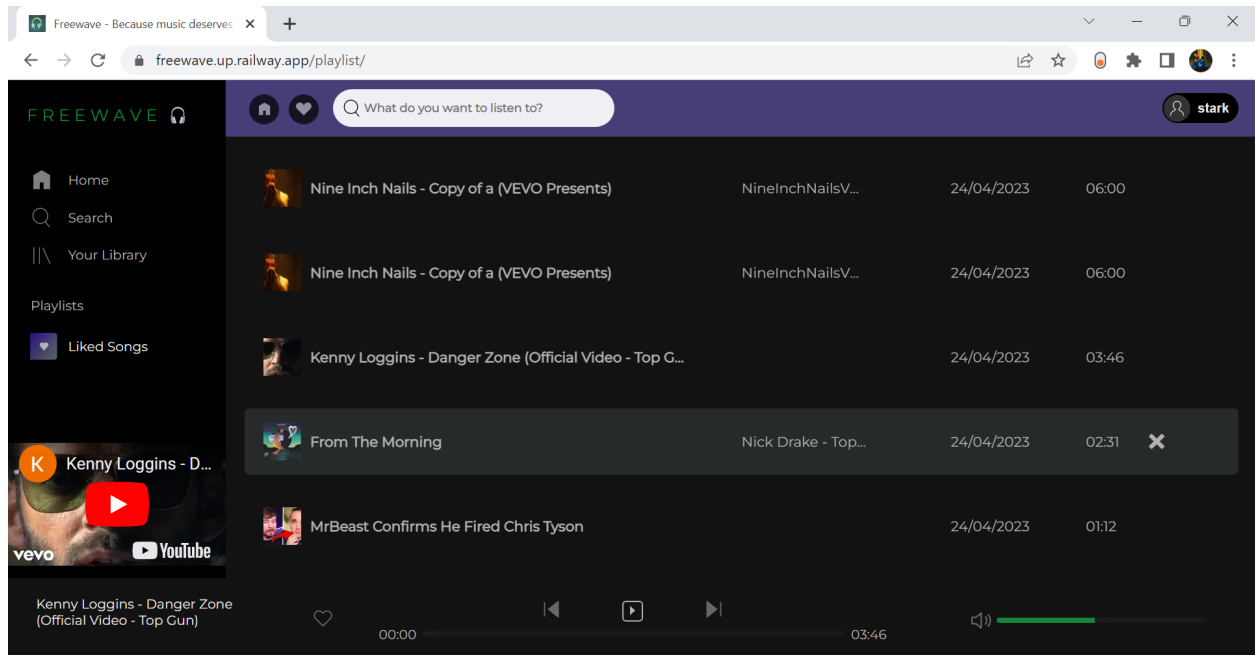 Freewave - Because music deserves
freewave.up.railway.app/playlist/
FREEWAVE
What do you want to listen to?
stark
Home
Search
Your Library
Playlists
Liked Songs
Nine Inch Nails - Copy of a (VEVO Presents) NineInchNailsV... 24/04/2023 06:00
Nine Inch Nails - Copy of a (VEVO Presents) NineInchNailsV... 24/04/2023 06:00
Kenny Loggins - Danger Zone (Official Video - Top G... 24/04/2023 03:46
From The Morning Nick Drake - Top... 24/04/2023 02:31
MrBeast Confirms He Fired Chris Tyson 24/04/2023 01:12
K Kenny Loggins - D...
vevo YouTube
Kenny Loggins - Danger Zone
(Official Video - Top Gun)
00:00 03:46